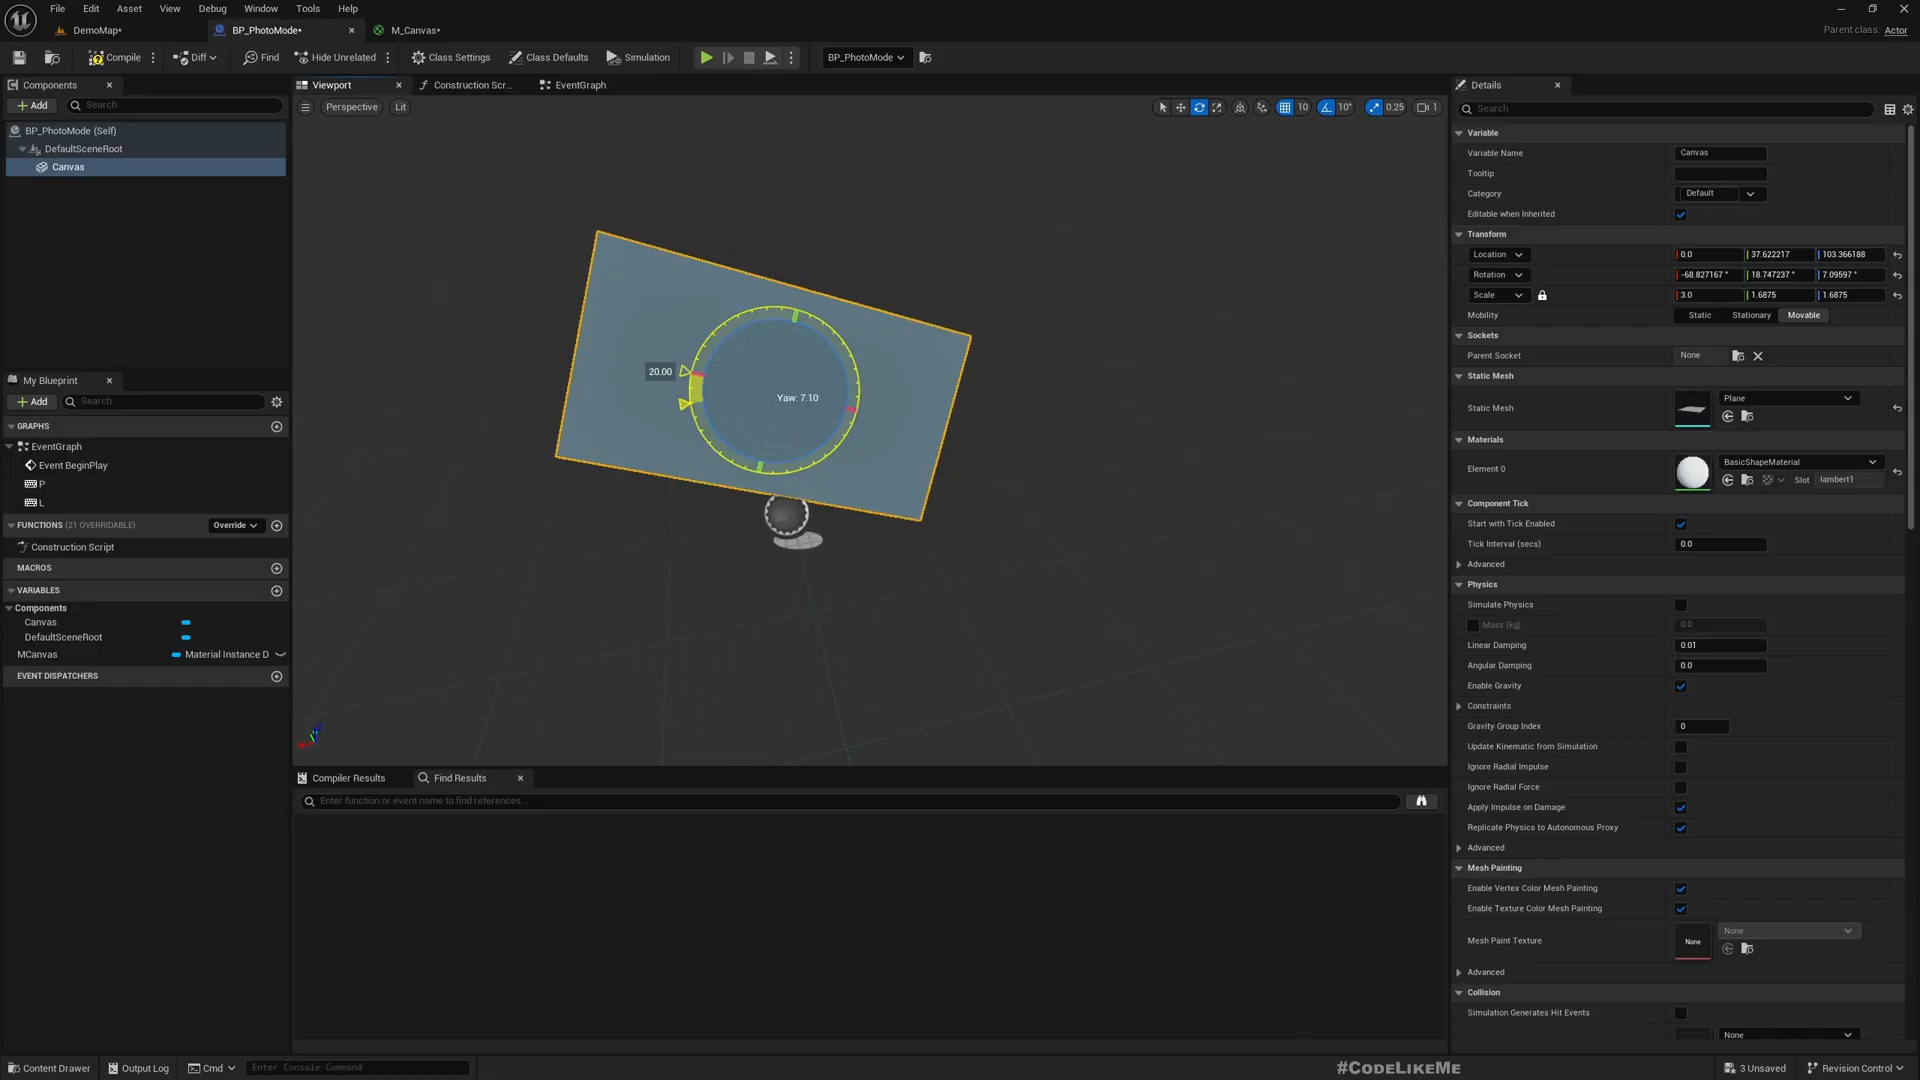 File Edit Asset View Debug Window Tools Help
DemoMap* BP_PhotoMode* M_Canvas*
Parent class: Actor
Compile Diff Find Hide Unrelated Class Settings Class Defaults Simulation BP_PhotoMode
Components
Add Search
BP_PhotoMode (Self)
DefaultSceneRoot
Canvas
My Blueprint
Add Search
GRAPHS
EventGraph
Event BeginPlay
P
L
FUNCTIONS (21 OVERRIDABLE) Override
Construction Script
MACROS
VARIABLES
Components
Canvas
DefaultSceneRoot
MCanvas Material Instance D
EVENT DISPATCHERS
Viewport Construction Scr... EventGraph
Perspective Lit 10 10° 0.25 1
20.00
Yaw: 7.10
Compiler Results Find Results
Enter function or event name to find references...
Details
Search
Variable
Variable Name Canvas
Tooltip
Category Default
Editable when Inherited
Transform
Location 0.0 37.622217 103.366188
Rotation -68.827167 ° 18.747237 ° 7.09597 °
Scale 3.0 1.6875 1.6875
Mobility Static Stationary Movable
Sockets
Parent Socket None
Static Mesh
Static Mesh Plane
Materials
Element 0 BasicShapeMaterial
Slot lambert1
Component Tick
Start with Tick Enabled
Tick Interval (secs) 0.0
Advanced
Physics
Simulate Physics
Mass (kg) 0.0
Linear Damping 0.01
Angular Damping 0.0
Enable Gravity
Constraints
Gravity Group Index 0
Update Kinematic from Simulation
Ignore Radial Impulse
Ignore Radial Force
Apply Impulse on Damage
Replicate Physics to Autonomous Proxy
Advanced
Mesh Painting
Enable Vertex Color Mesh Painting
Enable Texture Color Mesh Painting
Mesh Paint Texture None None
Advanced
Collision
Simulation Generates Hit Events
None
Content Drawer Output Log Cmd Enter Console Command #CodeLikeMe 3 Unsaved Revision Control